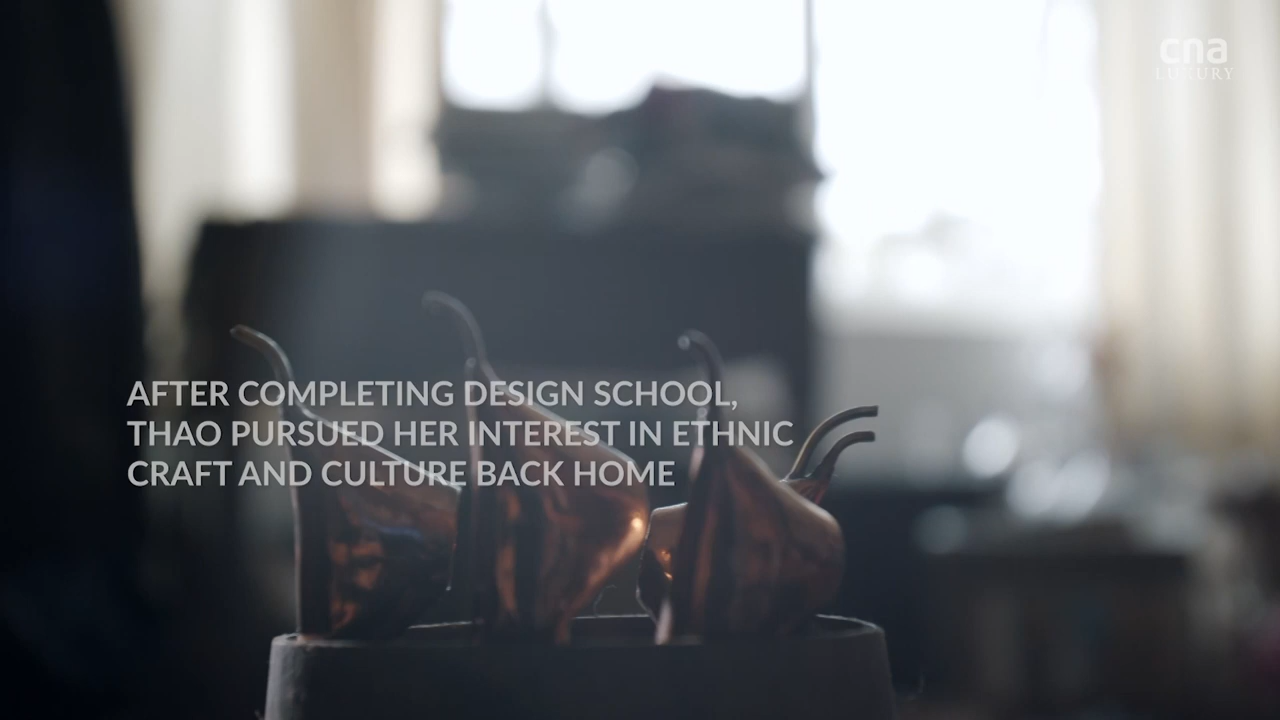 cna
LUXURY
AFTER COMPLETING DESIGN SCHOOL,
THAO PURSUED HER INTEREST IN ETHNIC
CRAFT AND CULTURE BACK HOME